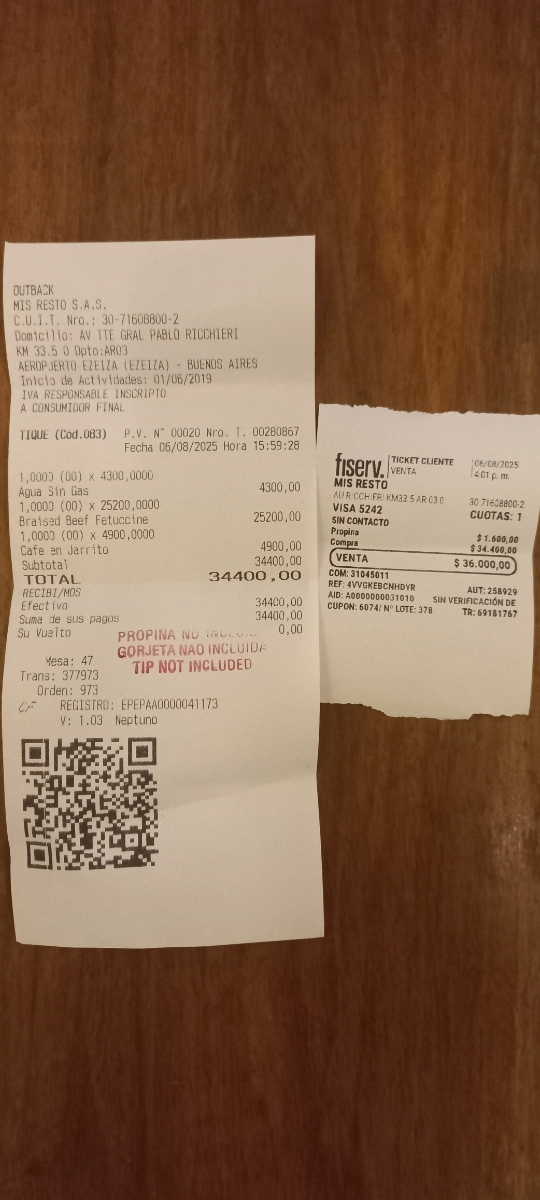 OUTBACK
MIS RESTO S.A.S.
C.U.I.T. Nro.: 30-71608800-2
Domicilio: AV TTE GRAL PABLO RICCHIERI
KM 33.5 0 Dpto:AR03
AEROPJERTO EZEIZA (EZEIZA) - BUENOS AIRES
Inicio de Actividades: 01/06/2019
IVA RESPONSABLE INSCRIPTO
A CONSUMIDOR FINAL
TIQUE (Cod.083) P.V. N° 00020 Nro. T. 00280867
Fecha 06/08/2025 Hora 15:59:28
1,0000 (00) x 4300,0000
Agua Sin Gas 4300,00
1,0000 (00) x 25200,0000
Braised Beef Fetuccine 25200,00
1,0000 (00) x 4900,0000
Cafe en Jarrito 4900,00
Subtotal 34400,00
TOTAL 34400,00
RECIBI/MOS
Efectivo 34400,00
Suma de sus pagos 34400,00
Su Vuelto 0,00
PROPINA NO
GORJETA NAO INCLUIDA
TIP NOT INCLUDED
Mesa: 47
Trans: 377973
Orden: 973
CF REGISTRO: EPEPAA0000041173
V: 1.03 Neptuno
fiserv. TICKET CLIENTE 06/08/2025
VENTA 4:01 p. m.
MIS RESTO
KM33.5 AR 03 0 30-71608800-2
VISA 5242 CUOTAS: 1
SIN CONTACTO
Propina $ 1.600,00
Compra $ 34.400,00
VENTA $ 36.000,00
COM: 31045011
REF: 4VVGKEBCNHDYR AUT: 258929
AID: A0000000031010 SIN VERIFICACIÓN DE
CUPON: 6074/ N° LOTE: 378 TR: 69181767